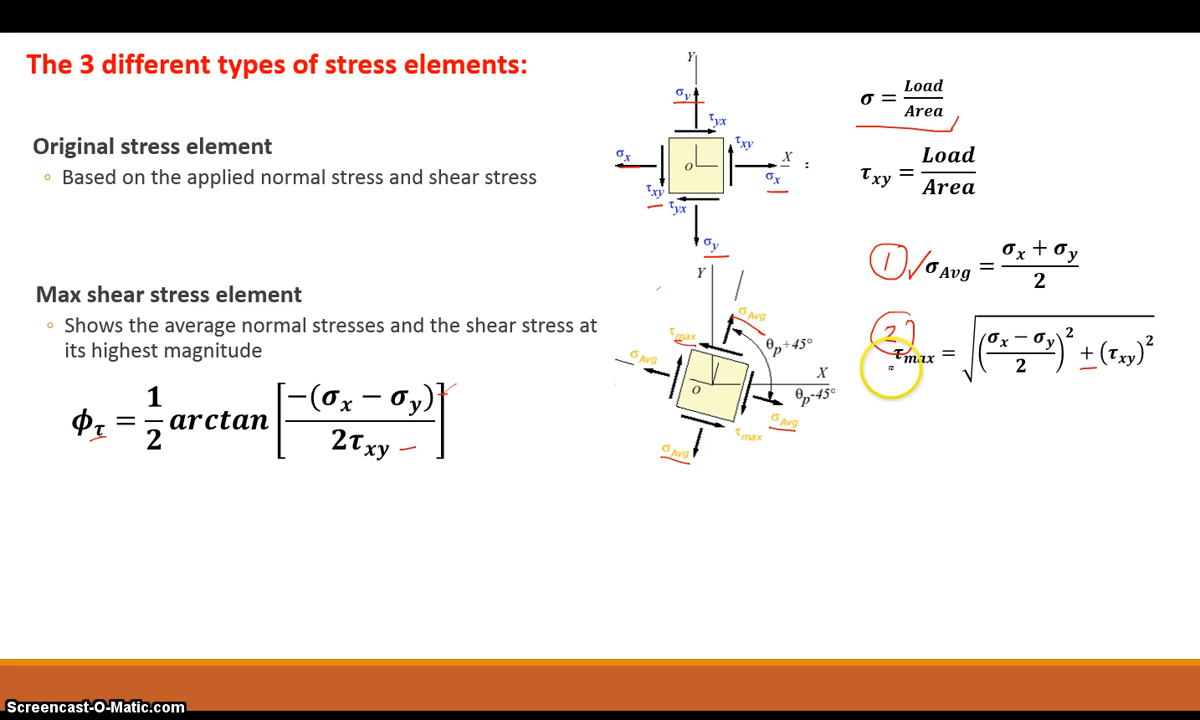 The 3 different types of stress elements:
Original stress element
◦ Based on the applied normal stress and shear stress
Max shear stress element
◦ Shows the average normal stresses and the shear stress at
its highest magnitude
ϕ_τ = 1/2 arctan [−(σx − σy) / 2τxy]
Y
σy
τyx
τxy
σx
O
X
:
σx
τxy
τyx
σy
Y
σAvg
τmax
θp+45°
σAvg
X
O
θp-45°
σAvg
τmax
σAvg
σ = Load / Area
τxy = Load / Area
1 ✓ σAvg = (σx + σy) / 2
2 τmax = √(((σx − σy) / 2)² + (τxy)²)
Screencast-O-Matic.com